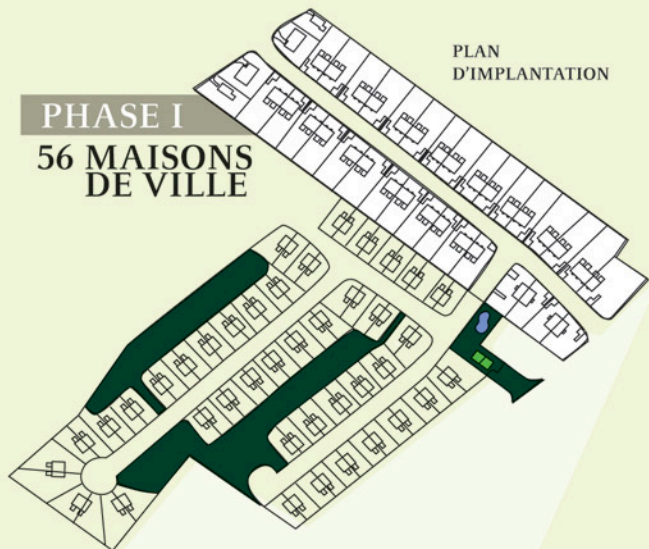 PLAN
D'IMPLANTATION
PHASE I
56 MAISONS
DE VILLE